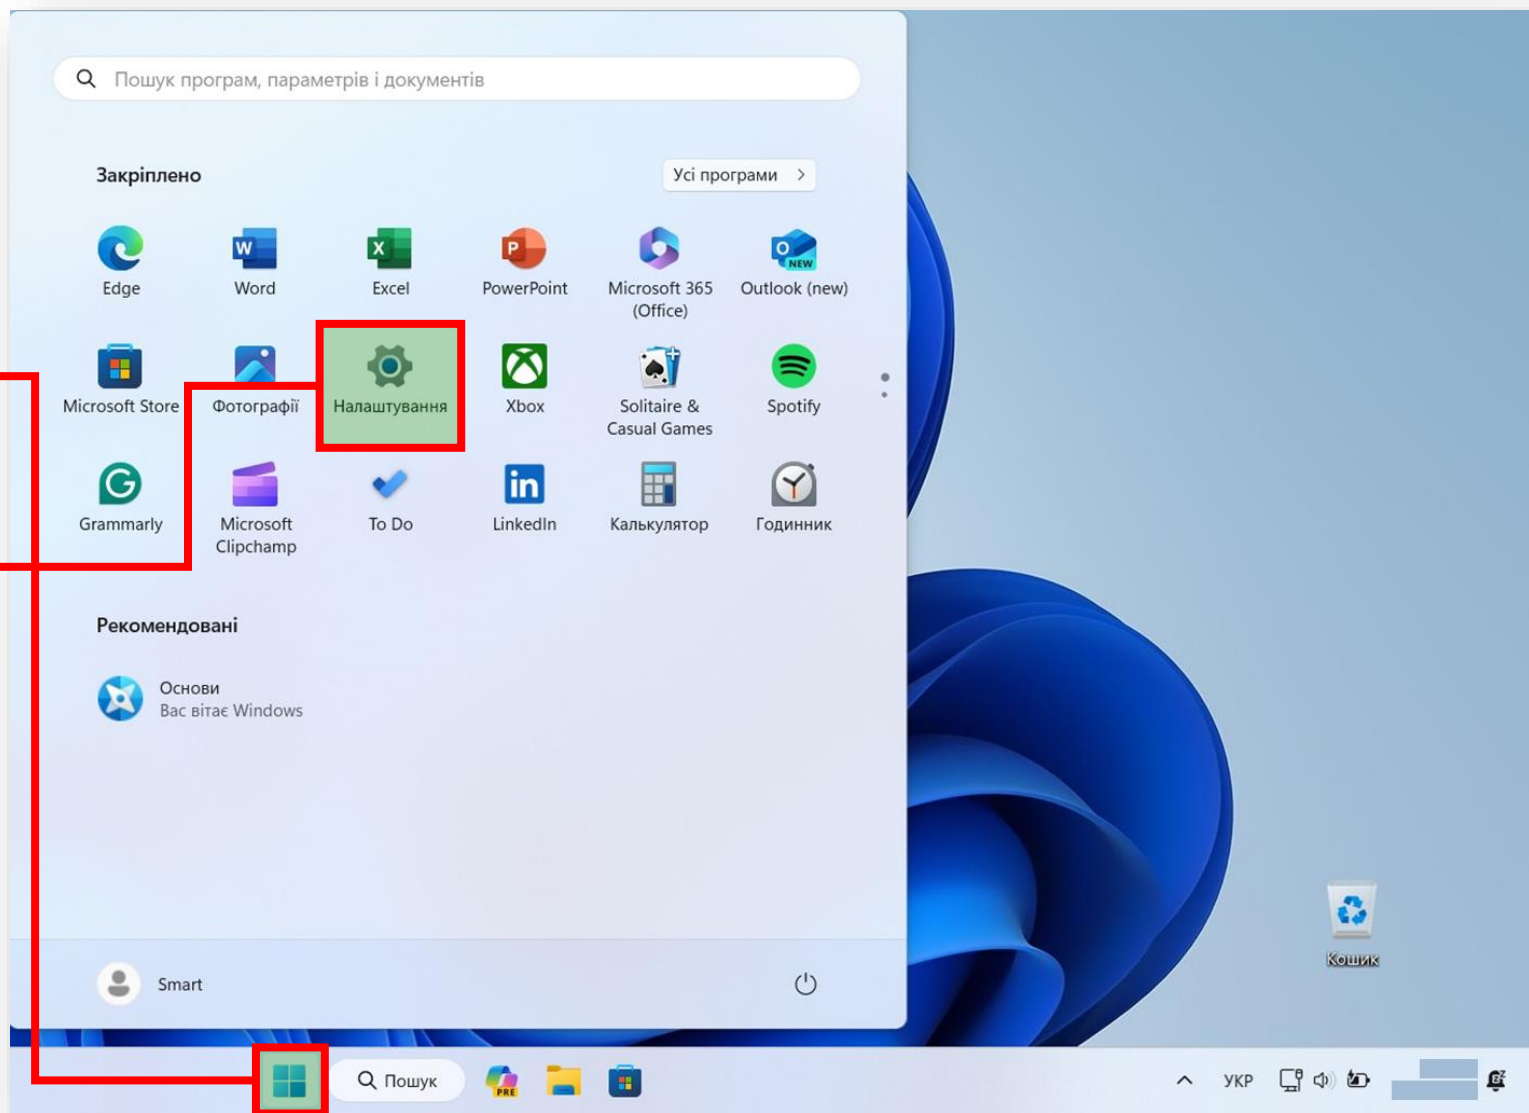 Пошук програм, параметрів і документів
Закріплено
Усі програми
Edge
Word
Excel
PowerPoint
Microsoft 365
(Office)
Outlook (new)
NEW
Microsoft Store
Фотографії
Налаштування
Xbox
Solitaire &
Casual Games
Spotify
Grammarly
Microsoft
Clipchamp
To Do
LinkedIn
Калькулятор
Годинник
Рекомендовані
Основи
Вас вітає Windows
Smart
Кошик
Пошук
PRE
УКР